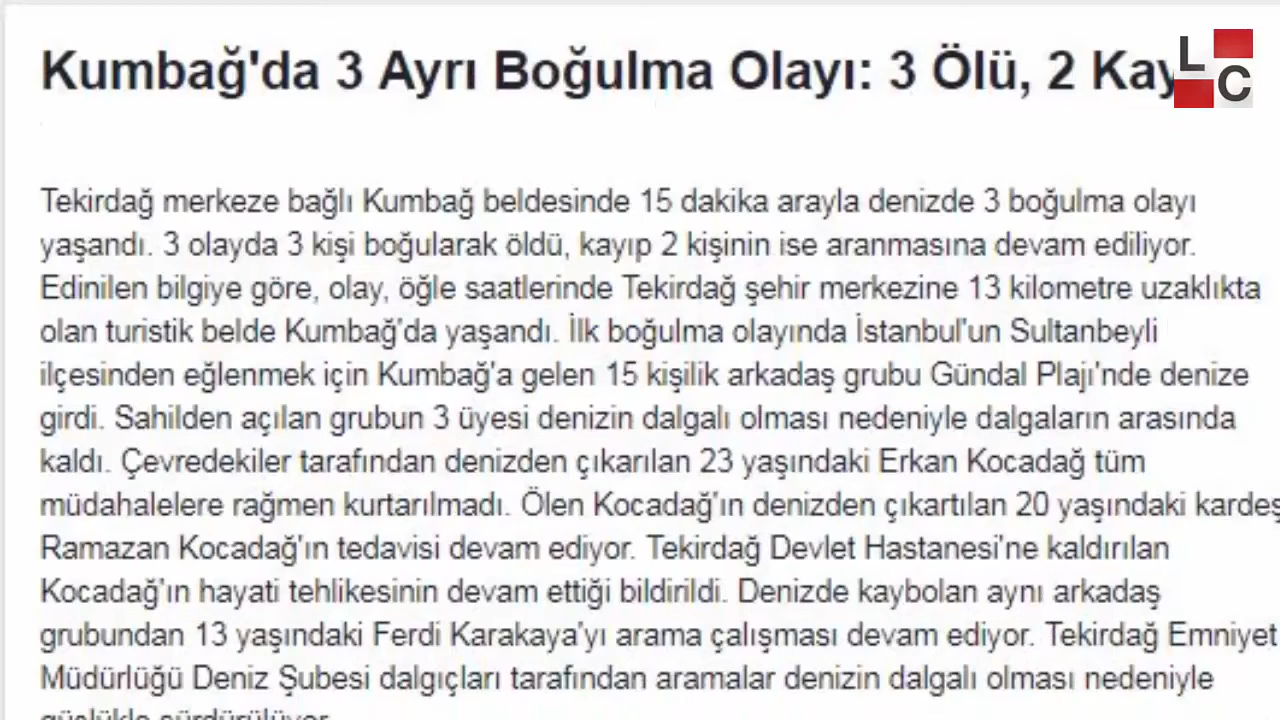 Kumbağ'da 3 Ayrı Boğulma Olayı: 3 Ölü, 2 Kay
L
C
Tekirdağ merkeze bağlı Kumbağ beldesinde 15 dakika arayla denizde 3 boğulma olayı
yaşandı. 3 olayda 3 kişi boğularak öldü, kayıp 2 kişinin ise aranmasına devam ediliyor.
Edinilen bilgiye göre, olay, öğle saatlerinde Tekirdağ şehir merkezine 13 kilometre uzaklıkta
olan turistik belde Kumbağ'da yaşandı. İlk boğulma olayında İstanbul'un Sultanbeyli
ilçesinden eğlenmek için Kumbağ'a gelen 15 kişilik arkadaş grubu Gündal Plajı'nde denize
girdi. Sahilden açılan grubun 3 üyesi denizin dalgalı olması nedeniyle dalgaların arasında
kaldı. Çevredekiler tarafından denizden çıkarılan 23 yaşındaki Erkan Kocadağ tüm
müdahalelere rağmen kurtarılmadı. Ölen Kocadağ'ın denizden çıkartılan 20 yaşındaki kardeş
Ramazan Kocadağ'ın tedavisi devam ediyor. Tekirdağ Devlet Hastanesi'ne kaldırılan
Kocadağ'ın hayati tehlikesinin devam ettiği bildirildi. Denizde kaybolan aynı arkadaş
grubundan 13 yaşındaki Ferdi Karakaya'yı arama çalışması devam ediyor. Tekirdağ Emniyet
Müdürlüğü Deniz Şubesi dalgıçları tarafından aramalar denizin dalgalı olması nedeniyle
güçlükle sürdürülüyor.